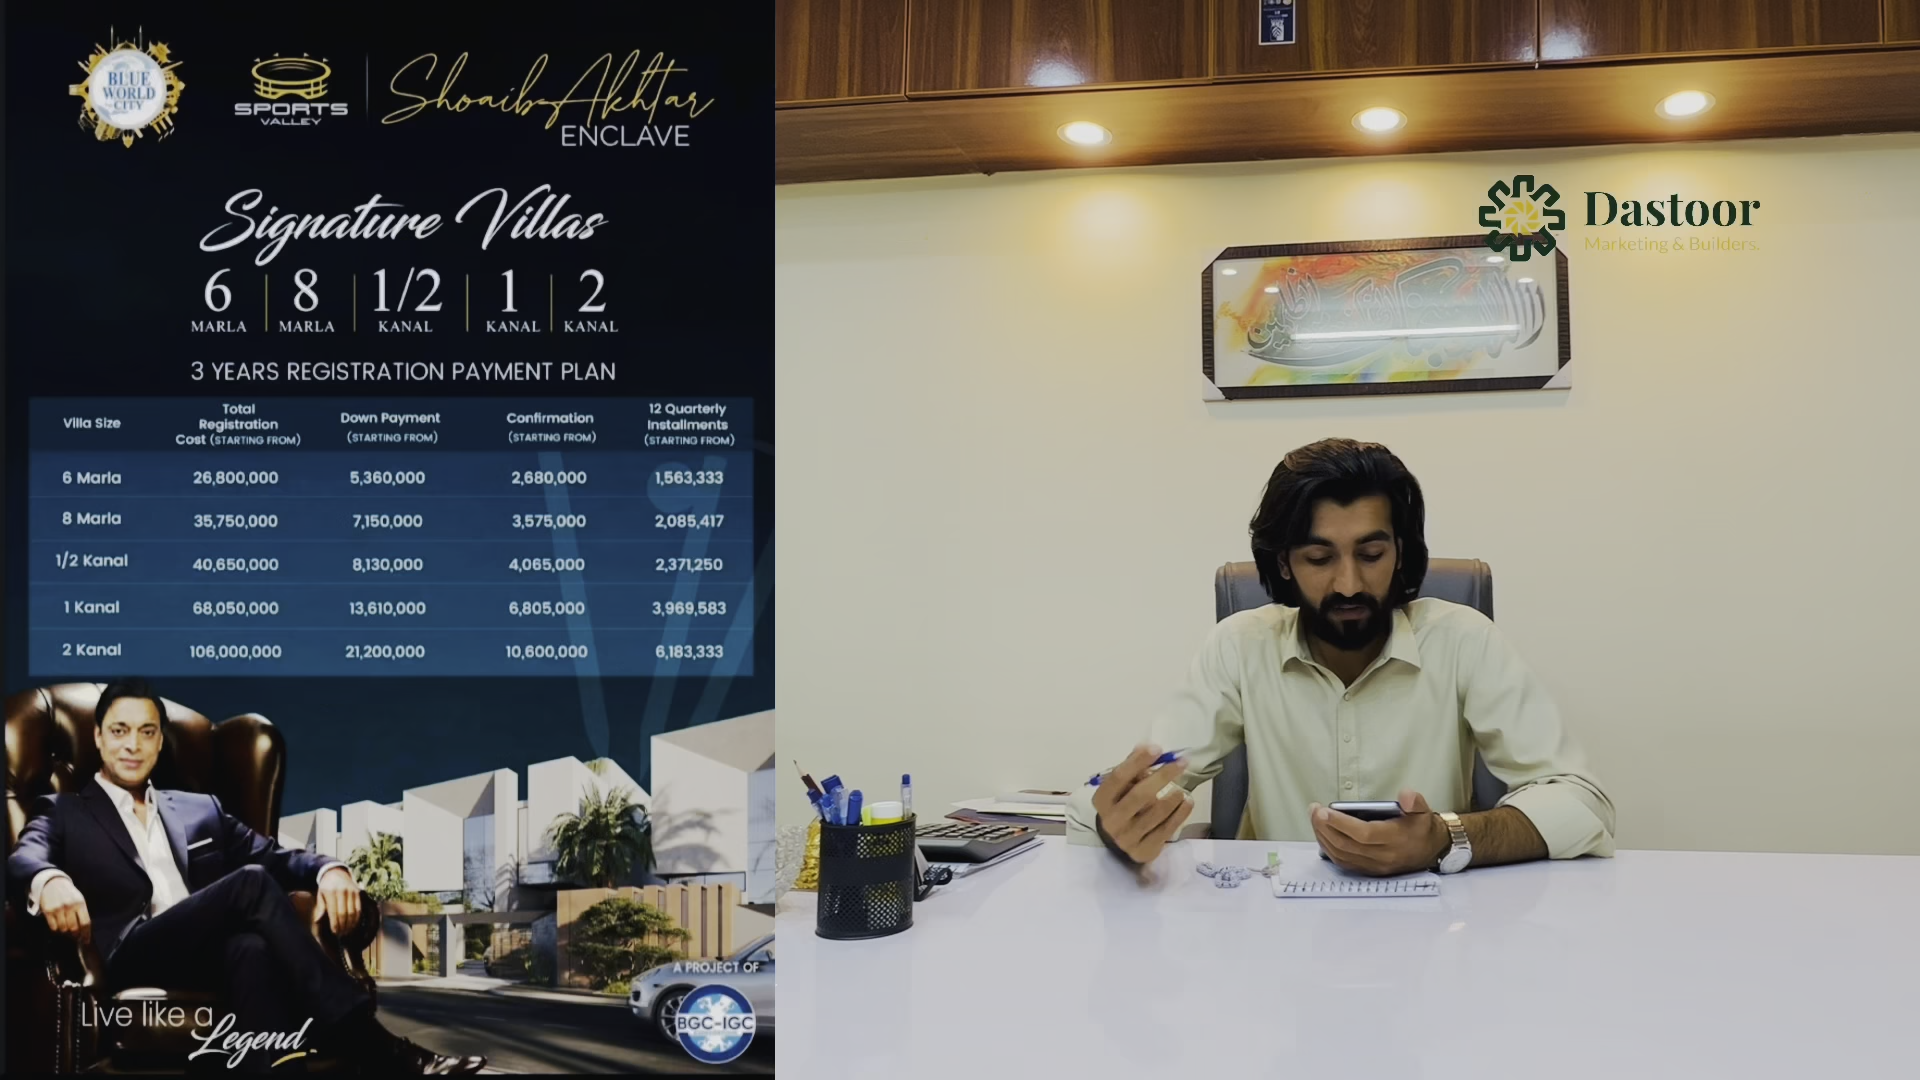 BLUE
WORLD
CITY
SPORTS
VALLEY
Shoaib Akhtar
ENCLAVE
Signature Villas
6 MARLA | 8 MARLA | 1/2 KANAL | 1 KANAL | 2 KANAL
3 YEARS REGISTRATION PAYMENT PLAN
Villa Size Total Registration Cost (STARTING FROM) Down Payment (STARTING FROM) Confirmation (STARTING FROM) 12 Quarterly Installments (STARTING FROM)
6 Marla 26,800,000 5,360,000 2,680,000 1,563,333
8 Marla 35,750,000 7,150,000 3,575,000 2,085,417
1/2 Kanal 40,650,000 8,130,000 4,065,000 2,371,250
1 Kanal 68,050,000 13,610,000 6,805,000 3,969,583
2 Kanal 106,000,000 21,200,000 10,600,000 6,183,333
Live like a
Legend
A PROJECT OF
BGC-IGC
Dastoor
Marketing & Builders.